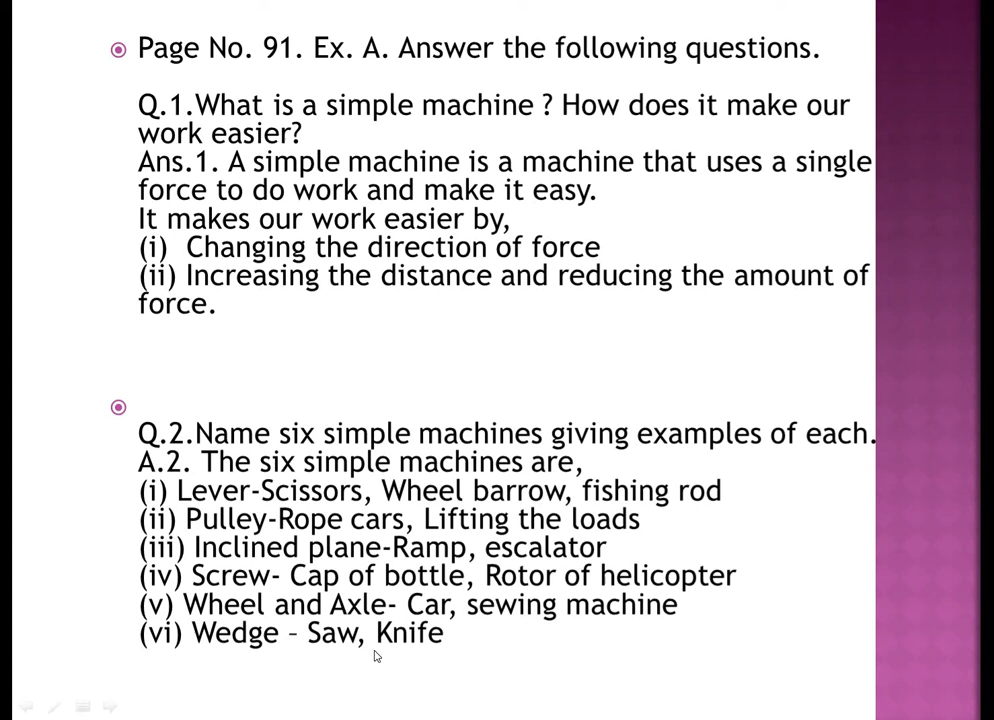 Page No. 91. Ex. A. Answer the following questions.
Q.1.What is a simple machine ? How does it make our
work easier?
Ans.1. A simple machine is a machine that uses a single
force to do work and make it easy.
It makes our work easier by,
(i) Changing the direction of force
(ii) Increasing the distance and reducing the amount of
force.
Q.2.Name six simple machines giving examples of each.
A.2. The six simple machines are,
(i) Lever-Scissors, Wheel barrow, fishing rod
(ii) Pulley-Rope cars, Lifting the loads
(iii) Inclined plane-Ramp, escalator
(iv) Screw- Cap of bottle, Rotor of helicopter
(v) Wheel and Axle- Car, sewing machine
(vi) Wedge – Saw, Knife